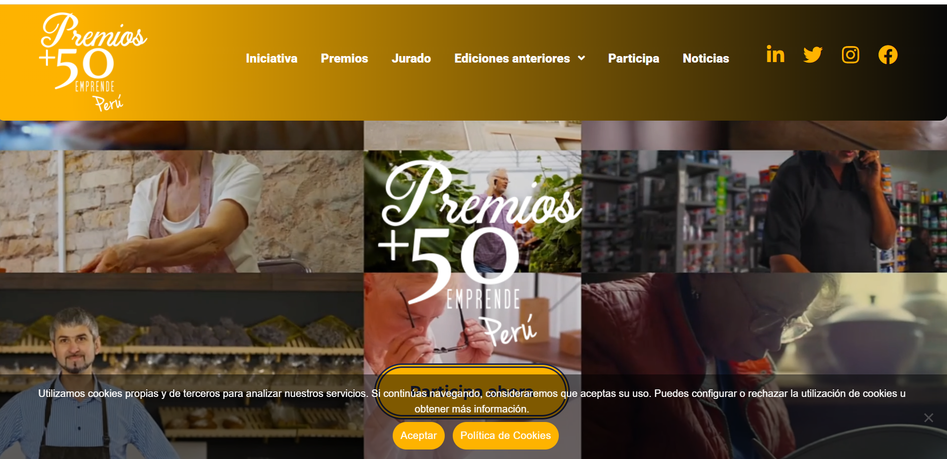 Premios
+50
EMPRENDE
Perú
Iniciativa Premios Jurado Ediciones anteriores Participa Noticias
Premios
+50
EMPRENDE
Perú
Participa ahora
Utilizamos cookies propias y de terceros para analizar nuestros servicios. Si continúas navegando, consideraremos que aceptas su uso. Puedes configurar o rechazar la utilización de cookies u
obtener más información.
Aceptar Política de Cookies